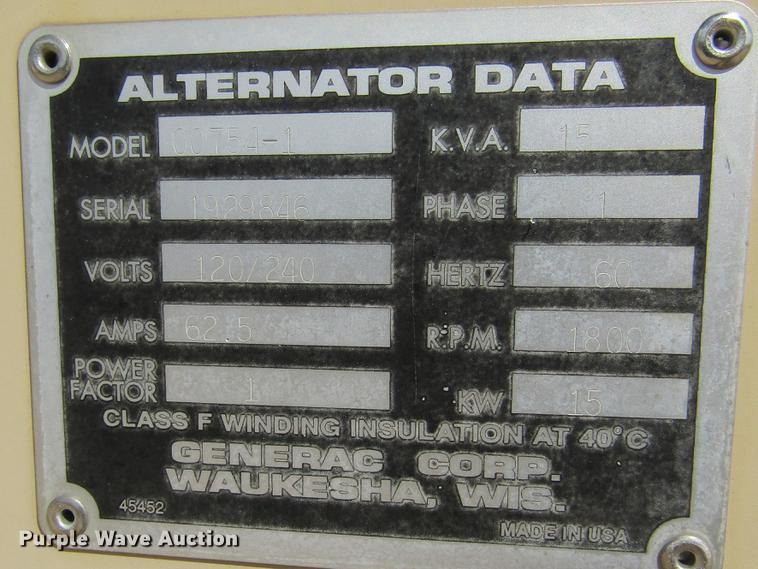 ALTERNATOR DATA
MODEL 00754-1 K.V.A. 15
SERIAL 1929846 PHASE 1
VOLTS 120/240 HERTZ 60
AMPS 62.5 R.P.M. 1800
POWER FACTOR 1 KW 15
CLASS F WINDING INSULATION AT 40°C
GENERAC CORP.
WAUKESHA, WIS.
45452 MADE IN USA
Purple Wave Auction